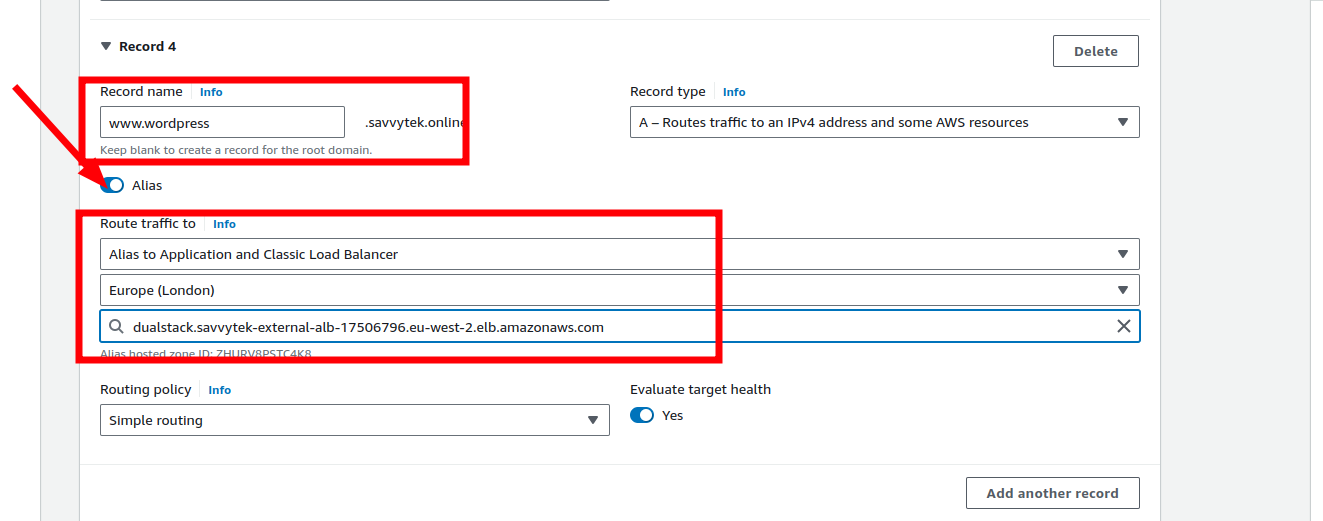 Record 4
Delete
Record name Info
Record type Info
www.wordpress .savvytek.online
A – Routes traffic to an IPv4 address and some AWS resources
Keep blank to create a record for the root domain.
Alias
Route traffic to Info
Alias to Application and Classic Load Balancer
Europe (London)
dualstack.savvytek-external-alb-17506796.eu-west-2.elb.amazonaws.com
Alias hosted zone ID: ZHURV8PSTC4K8
Routing policy Info
Evaluate target health
Simple routing
Yes
Add another record